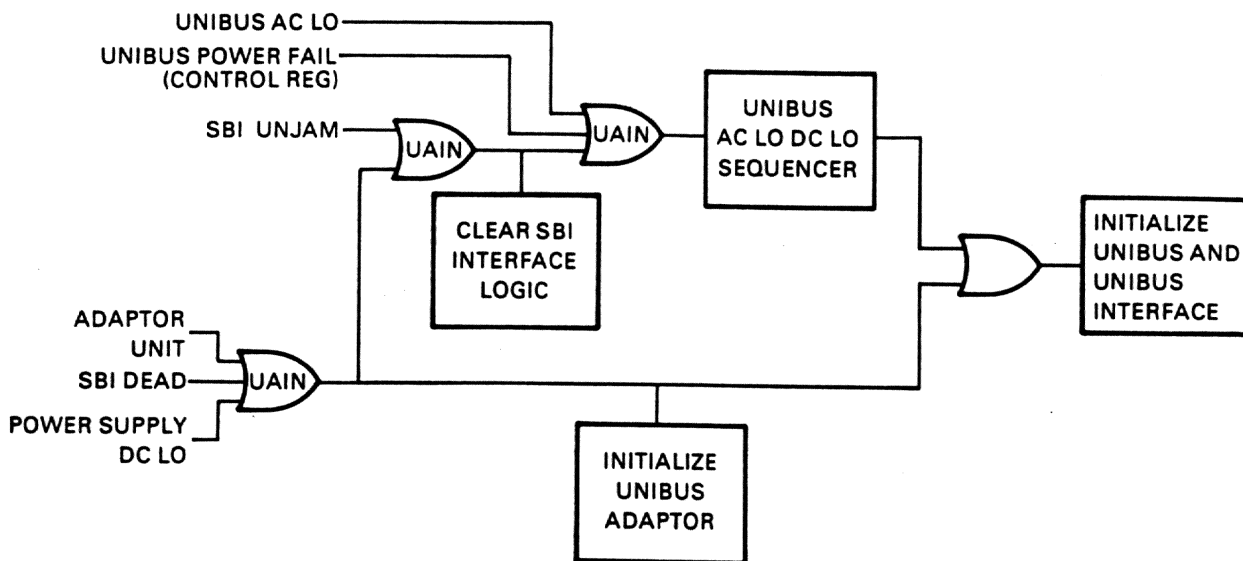 UNIBUS AC LO
UNIBUS POWER FAIL
(CONTROL REG)
SBI UNJAM
UAIN
UAIN
UNIBUS
AC LO DC LO
SEQUENCER
CLEAR SBI
INTERFACE
LOGIC
INITIALIZE
UNIBUS AND
UNIBUS
INTERFACE
ADAPTOR
UNIT
SBI DEAD
POWER SUPPLY
DC LO
UAIN
INITIALIZE
UNIBUS
ADAPTOR